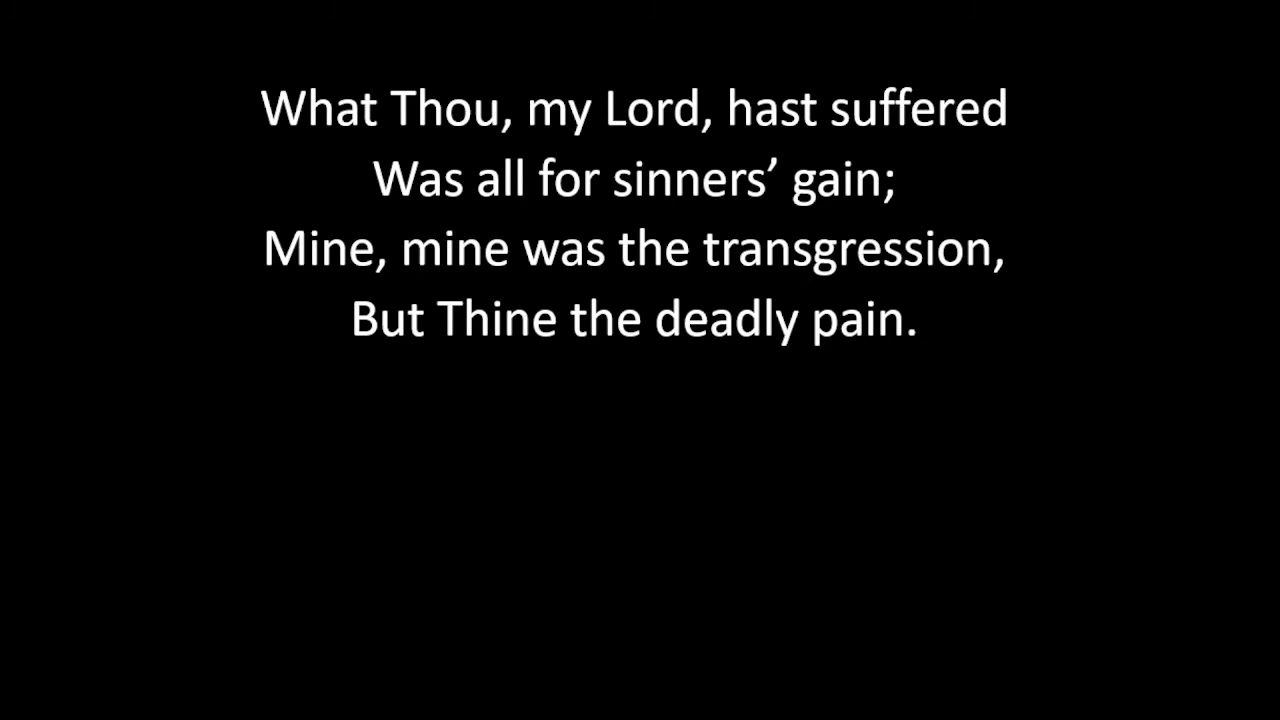 What Thou, my Lord, hast suffered
Was all for sinners’ gain;
Mine, mine was the transgression,
But Thine the deadly pain.